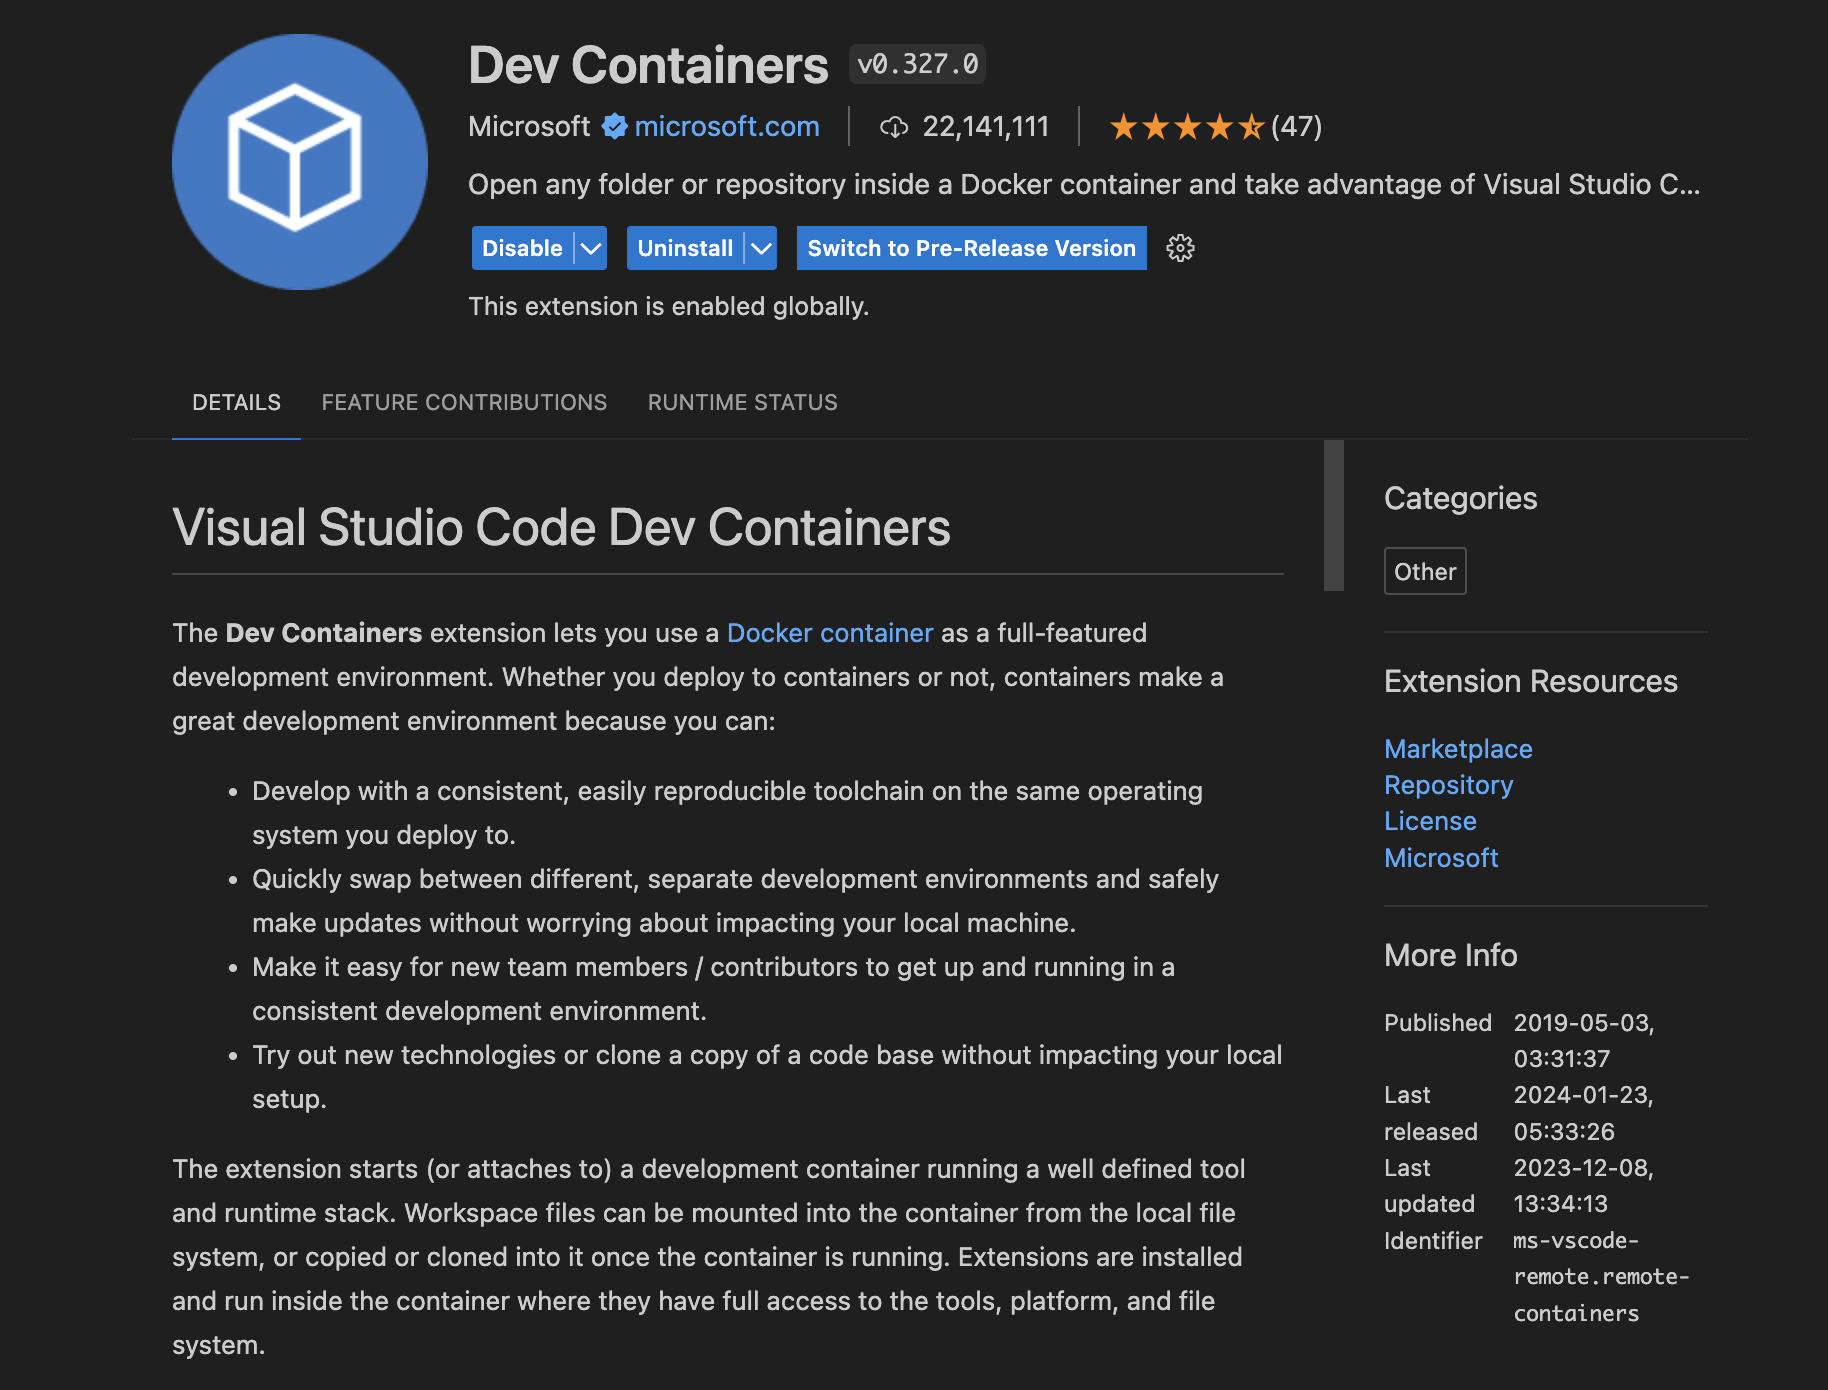 Dev Containers v0.327.0
Microsoft microsoft.com 22,141,111 (47)
Open any folder or repository inside a Docker container and take advantage of Visual Studio C...
Disable Uninstall Switch to Pre-Release Version
This extension is enabled globally.
DETAILS FEATURE CONTRIBUTIONS RUNTIME STATUS
Visual Studio Code Dev Containers
The Dev Containers extension lets you use a Docker container as a full-featured
development environment. Whether you deploy to containers or not, containers make a
great development environment because you can:
• Develop with a consistent, easily reproducible toolchain on the same operating
system you deploy to.
• Quickly swap between different, separate development environments and safely
make updates without worrying about impacting your local machine.
• Make it easy for new team members / contributors to get up and running in a
consistent development environment.
• Try out new technologies or clone a copy of a code base without impacting your local
setup.
The extension starts (or attaches to) a development container running a well defined tool
and runtime stack. Workspace files can be mounted into the container from the local file
system, or copied or cloned into it once the container is running. Extensions are installed
and run inside the container where they have full access to the tools, platform, and file
system.
Categories
Other
Extension Resources
Marketplace
Repository
License
Microsoft
More Info
Published 2019-05-03,
03:31:37
Last 2024-01-23,
released 05:33:26
Last 2023-12-08,
updated 13:34:13
Identifier ms-vscode-
remote.remote-
containers